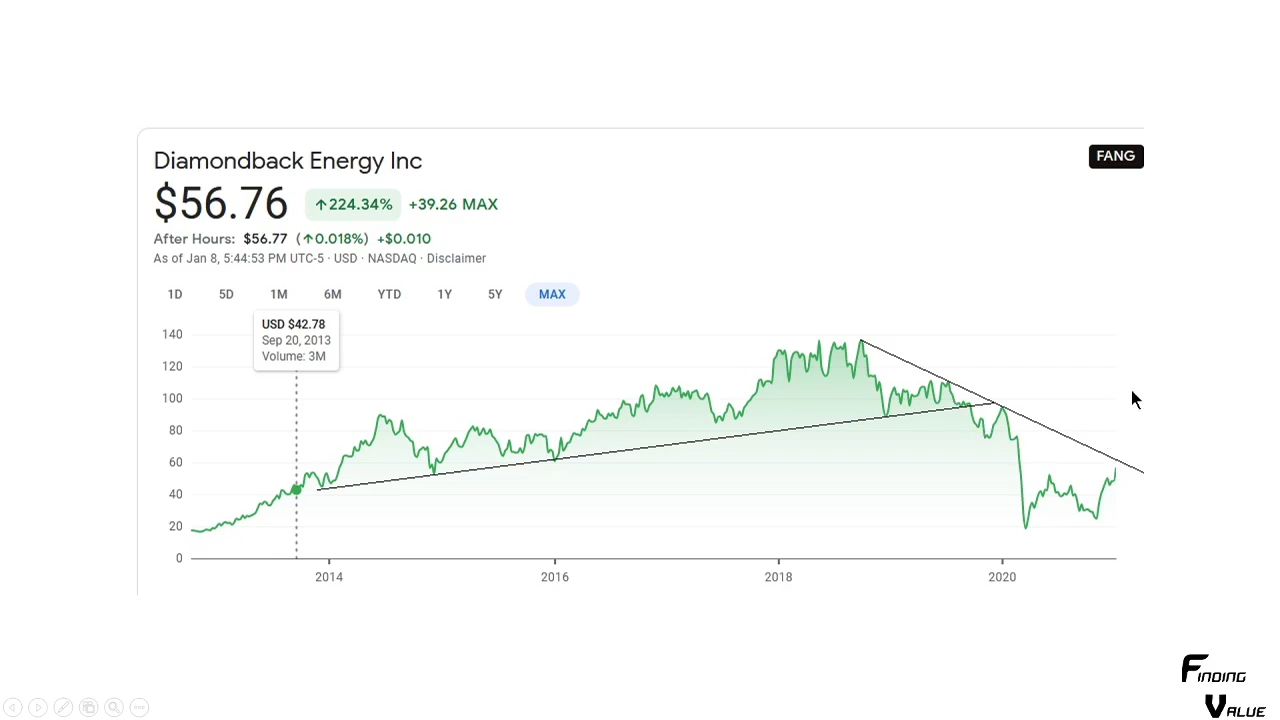 Diamondback Energy Inc
FANG
$56.76 ↑224.34% +39.26 MAX
After Hours: $56.77 (↑0.018%) +$0.010
As of Jan 8, 5:44:53 PM UTC-5 · USD · NASDAQ · Disclaimer
1D 5D 1M 6M YTD 1Y 5Y MAX
USD $42.78
Sep 20, 2013
Volume: 3M
140
120
100
80
60
40
20
0
2014 2016 2018 2020
Finding
Value